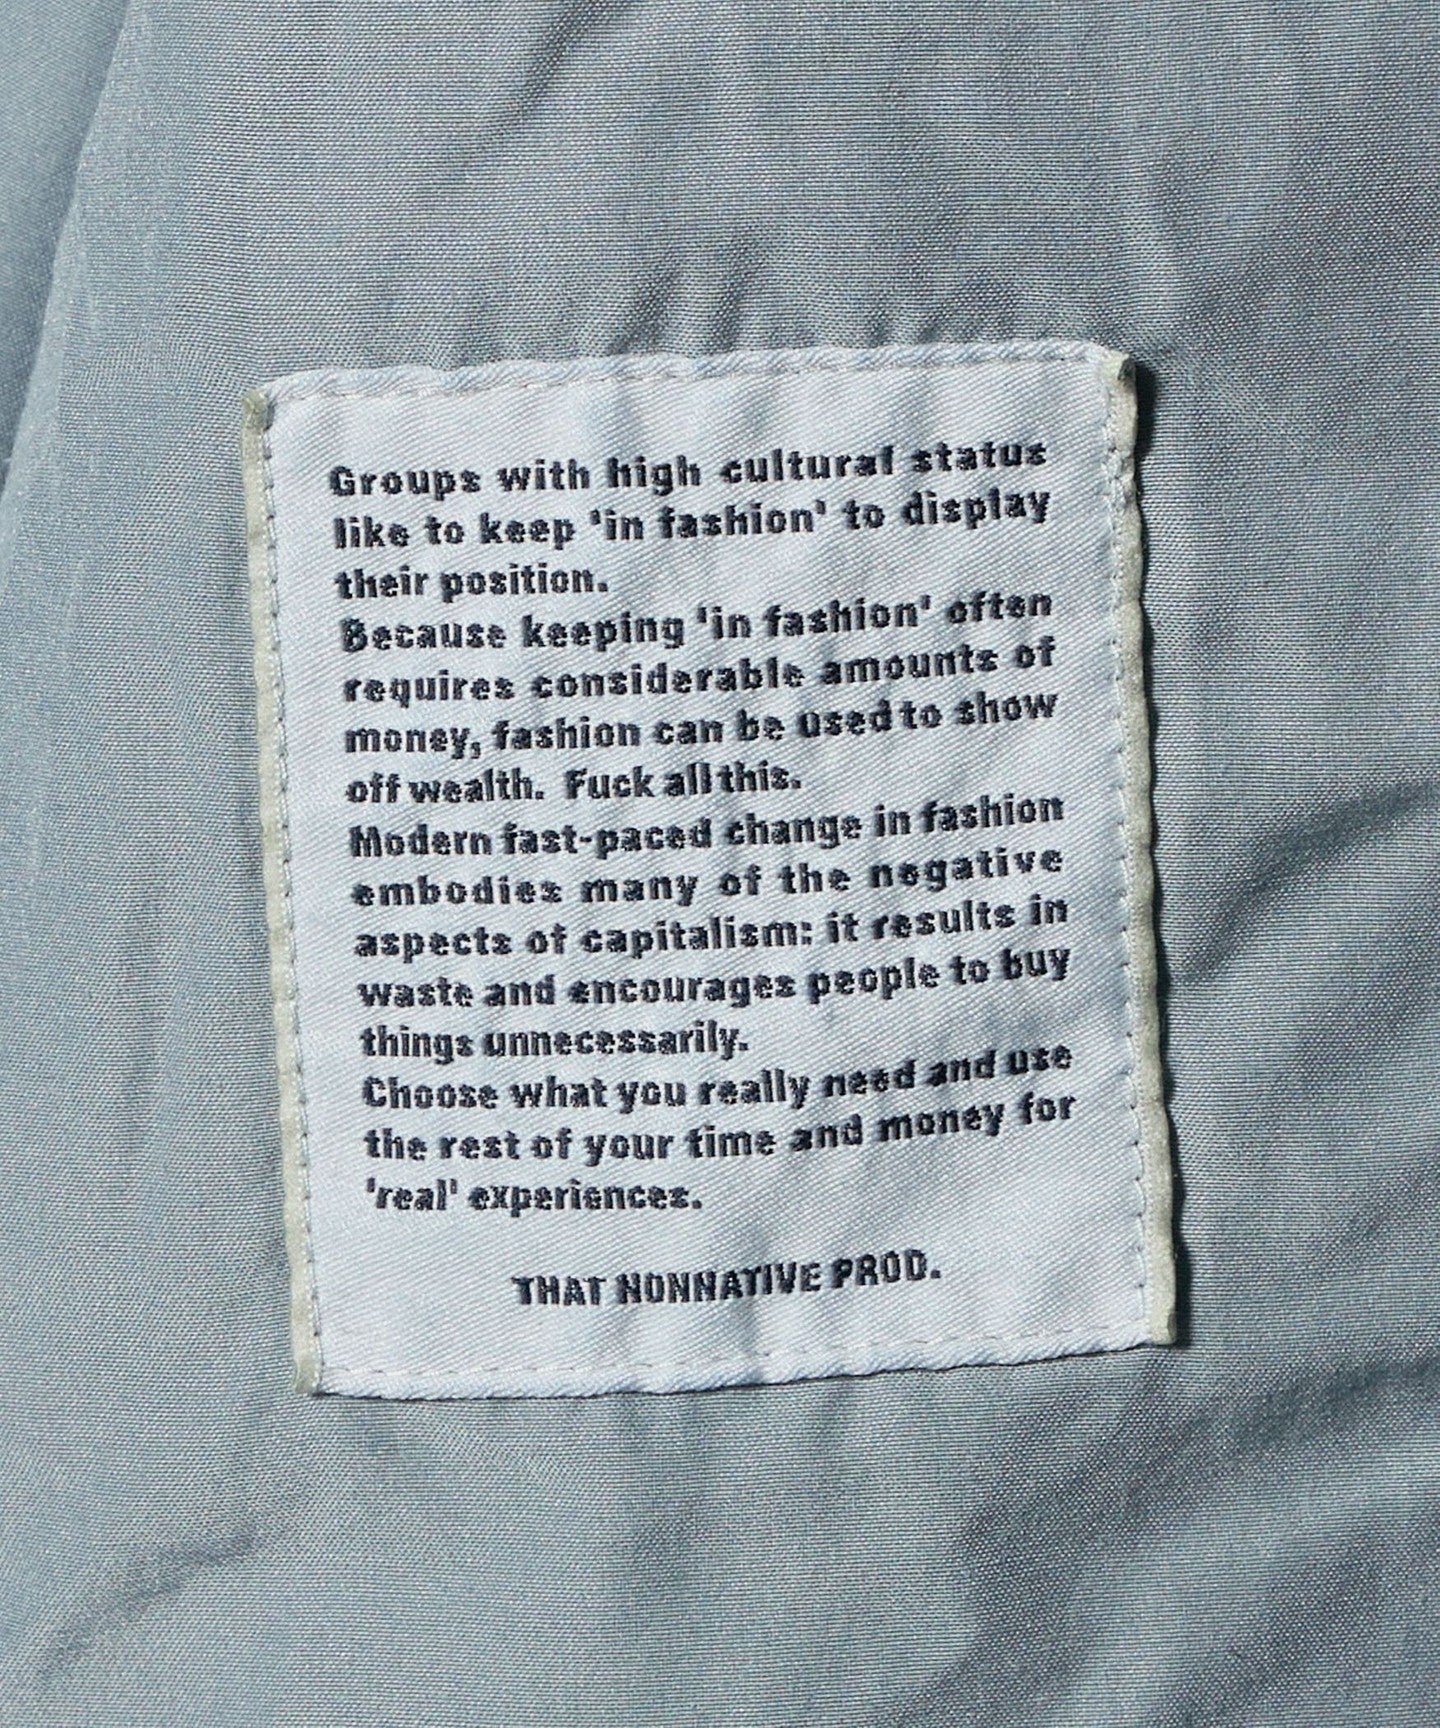 Groups with high cultural status
like to keep 'in fashion' to display
their position.
Because keeping 'in fashion' often
requires considerable amounts of
money, fashion can be used to show
off wealth. Fuck all this.
Modern fast-paced change in fashion
embodies many of the negative
aspects of capitalism: it results in
waste and encourages people to buy
things unnecessarily.
Choose what you really need and use
the rest of your time and money for
'real' experiences.
THAT NONNATIVE PROD.